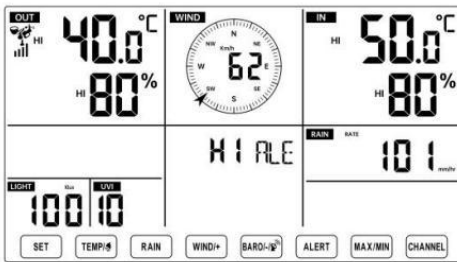 OUT HI 40.0°C
HI 80%
WIND
N
NW NE
Km/h
62
W E
SW SE
S
IN HI 50.0°C
HI 80%
HI ALE
RAIN RATE
101 mm/hr
LIGHT Klux 100
UVI 10
SET TEMP/ RAIN WIND/+ BARO/-/ ALERT MAX/MIN CHANNEL